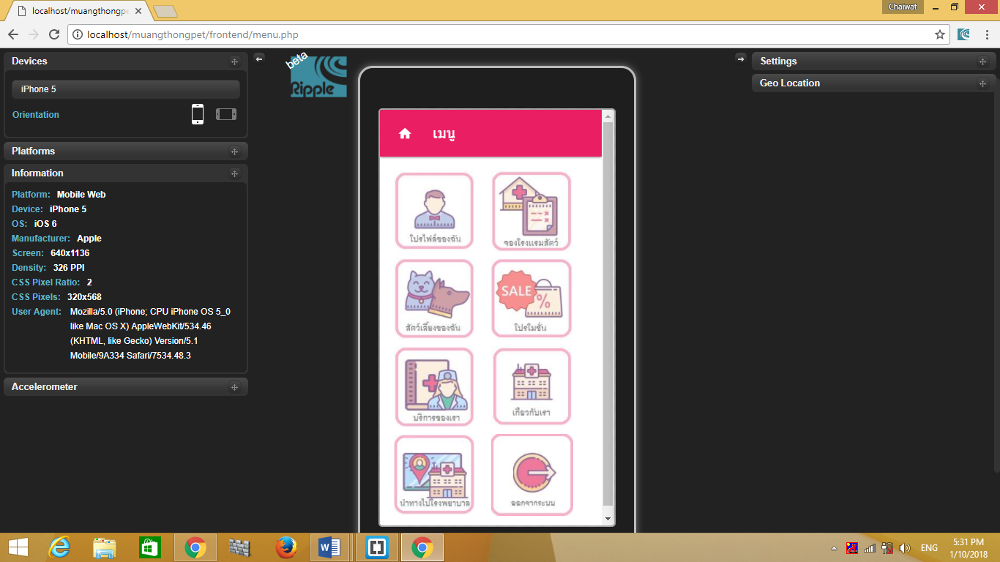 localhost/muangthongpe
Chaiwat
localhost/muangthongpet/frontend/menu.php
Devices
iPhone 5
Orientation
Platforms
Information
Platform: Mobile Web
Device: iPhone 5
OS: iOS 6
Manufacturer: Apple
Screen: 640x1136
Density: 326 PPI
CSS Pixel Ratio: 2
CSS Pixels: 320x568
User Agent: Mozilla/5.0 (iPhone; CPU iPhone OS 5_0
like Mac OS X) AppleWebKit/534.46
(KHTML, like Gecko) Version/5.1
Mobile/9A334 Safari/7534.48.3
Accelerometer
beta
Ripple
เมนู
โปรไฟล์ของฉัน
จองโรงแรมสัตว์
สัตว์เลี้ยงของฉัน
SALE
%
โปรโมชั่น
บริการของเรา
เกี่ยวกับเรา
นำทางไปโรงพยาบาล
ออกจากระบบ
Settings
Geo Location
ENG
5:31 PM
1/10/2018